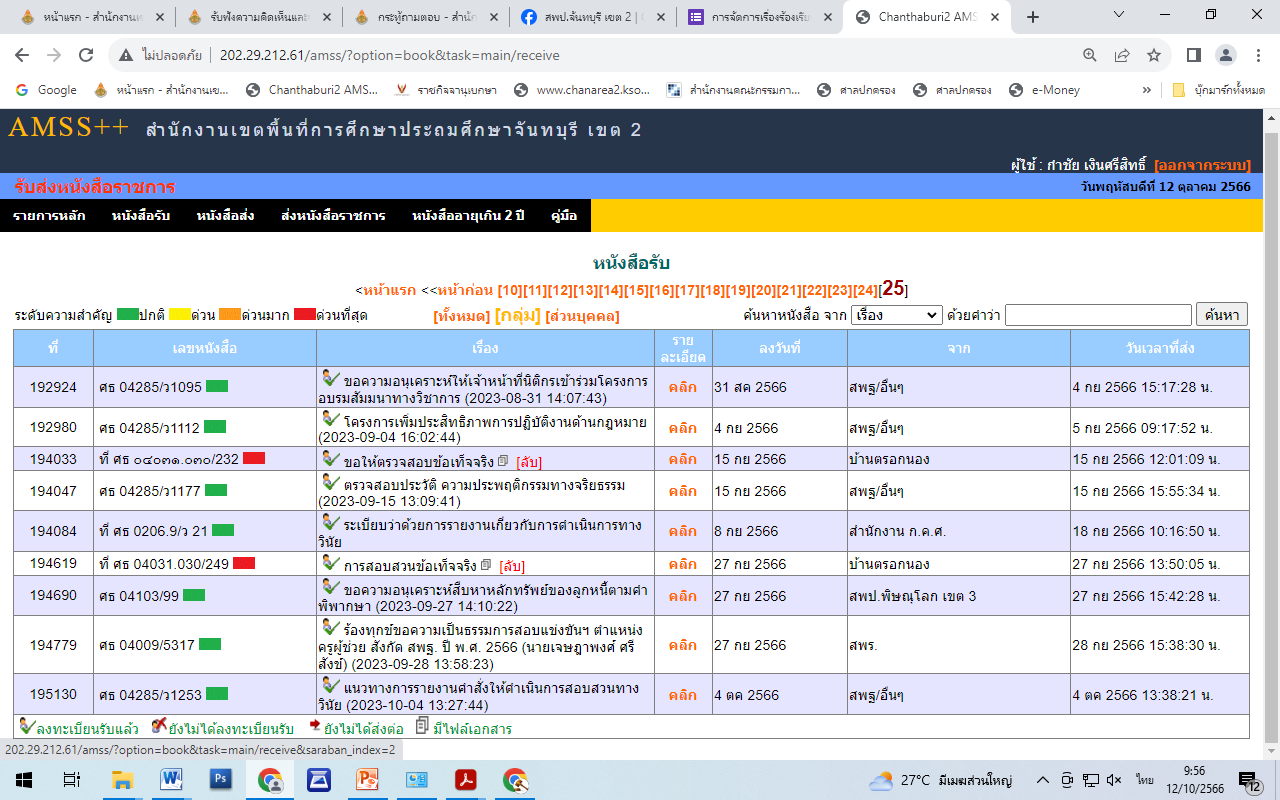 หน้าแรก - สำนักงานเ
รับฟังความคิดเห็นและ
กระทู้ถามตอบ - สำนัก
สพป.จันทบุรี เขต 2 |
การจัดการเรื่องร้องเรีย
Chanthaburi2 AMS
ไม่ปลอดภัย 202.29.212.61/amss/?option=book&task=main/receive
Google หน้าแรก - สำนักงานเข... Chanthaburi2 AMS... ราชกิจจานุเบกษา www.chanarea2.kso... สำนักงานคณะกรรมกา... ศาลปกครอง ศาลปกครอง e-Money » บุ๊กมาร์กทั้งหมด
AMSS++ สำนักงานเขตพื้นที่การศึกษาประถมศึกษาจันทบุรี เขต 2
ผู้ใช้ : กำชัย เงินศรีสิทธิ์ [ออกจากระบบ]
รับส่งหนังสือราชการ วันพฤหัสบดีที่ 12 ตุลาคม 2566
รายการหลัก หนังสือรับ หนังสือส่ง ส่งหนังสือราชการ หนังสืออายุเกิน 2 ปี คู่มือ
หนังสือรับ
<หน้าแรก <<หน้าก่อน [10][11][12][13][14][15][16][17][18][19][20][21][22][23][24][25]
ระดับความสำคัญ ปกติ ด่วน ด่วนมาก ด่วนที่สุด [ทั้งหมด] [กลุ่ม] [ส่วนบุคคล] ค้นหาหนังสือ จาก เรื่อง ด้วยคำว่า ค้นหา
ที่ เลขหนังสือ เรื่อง ราย
ละเอียด ลงวันที่ จาก วันเวลาที่ส่ง
192924 ศธ 04285/ว1095 ขอความอนุเคราะห์ให้เจ้าหน้าที่นิติกรเข้าร่วมโครงการ
อบรมสัมมนาทางวิชาการ (2023-08-31 14:07:43) คลิก 31 สค 2566 สพฐ/อื่นๆ 4 กย 2566 15:17:28 น.
192980 ศธ 04285/ว1112 โครงการเพิ่มประสิทธิภาพการปฏิบัติงานด้านกฎหมาย
(2023-09-04 16:02:44) คลิก 4 กย 2566 สพฐ/อื่นๆ 5 กย 2566 09:17:52 น.
194033 ที่ ศธ ๐๔๐๓๑.๐๓๐/232 ขอให้ตรวจสอบข้อเท็จจริง [ลับ] คลิก 15 กย 2566 บ้านตรอกนอง 15 กย 2566 12:01:09 น.
194047 ศธ 04285/ว1177 ตรวจสอบประวัติ ความประพฤติกรรมทางจริยธรรม
(2023-09-15 13:09:41) คลิก 15 กย 2566 สพฐ/อื่นๆ 15 กย 2566 15:55:34 น.
194084 ที่ ศธ 0206.9/ว 21 ระเบียบว่าด้วยการรายงานเกี่ยวกับการดำเนินการทาง
วินัย คลิก 8 กย 2566 สำนักงาน ก.ค.ศ. 18 กย 2566 10:16:50 น.
194619 ที่ ศธ 04031.030/249 การสอบสวนข้อเท็จจริง [ลับ] คลิก 27 กย 2566 บ้านตรอกนอง 27 กย 2566 13:50:05 น.
194690 ศธ 04103/99 ขอความอนุเคราะห์สืบหาหลักทรัพย์ของลูกหนี้ตามคำ
พิพากษา (2023-09-27 14:10:22) คลิก 27 กย 2566 สพป.พิษณุโลก เขต 3 27 กย 2566 15:42:28 น.
194779 ศธ 04009/5317 ร้องทุกข์ขอความเป็นธรรมการสอบแข่งขันฯ ตำแหน่ง
ครูผู้ช่วย สังกัด สพฐ. ปี พ.ศ. 2566 (นายเจษฎาพงศ์ ศรี
สังข์) (2023-09-28 13:58:23) คลิก 27 กย 2566 สพร. 28 กย 2566 15:38:30 น.
195130 ศธ 04285/ว1253 แนวทางการรายงานคำสั่งให้ดำเนินการสอบสวนทาง
วินัย (2023-10-04 13:27:44) คลิก 4 ตค 2566 สพฐ/อื่นๆ 4 ตค 2566 13:38:21 น.
ลงทะเบียนรับแล้ว ยังไม่ได้ลงทะเบียนรับ ยังไม่ได้ส่งต่อ มีไฟล์เอกสาร
202.29.212.61/amss/?option=book&task=main/receive&saraban_index=2
27°C มีเมฆส่วนใหญ่ ไทย 9:56
12/10/2566 12